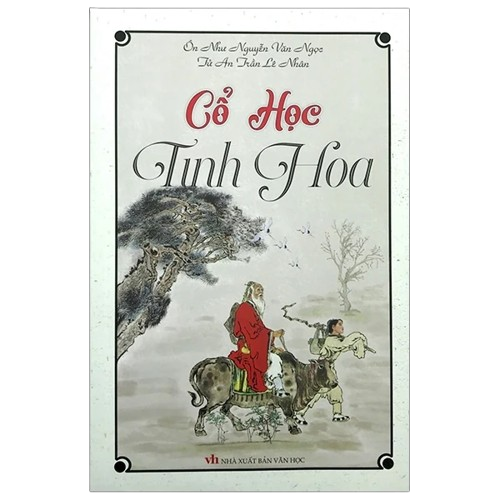 Ôn Như Nguyễn Văn Ngọc
Tử An Trần Lê Nhân
Cổ Học
Tinh Hoa
vh NHÀ XUẤT BẢN VĂN HỌC